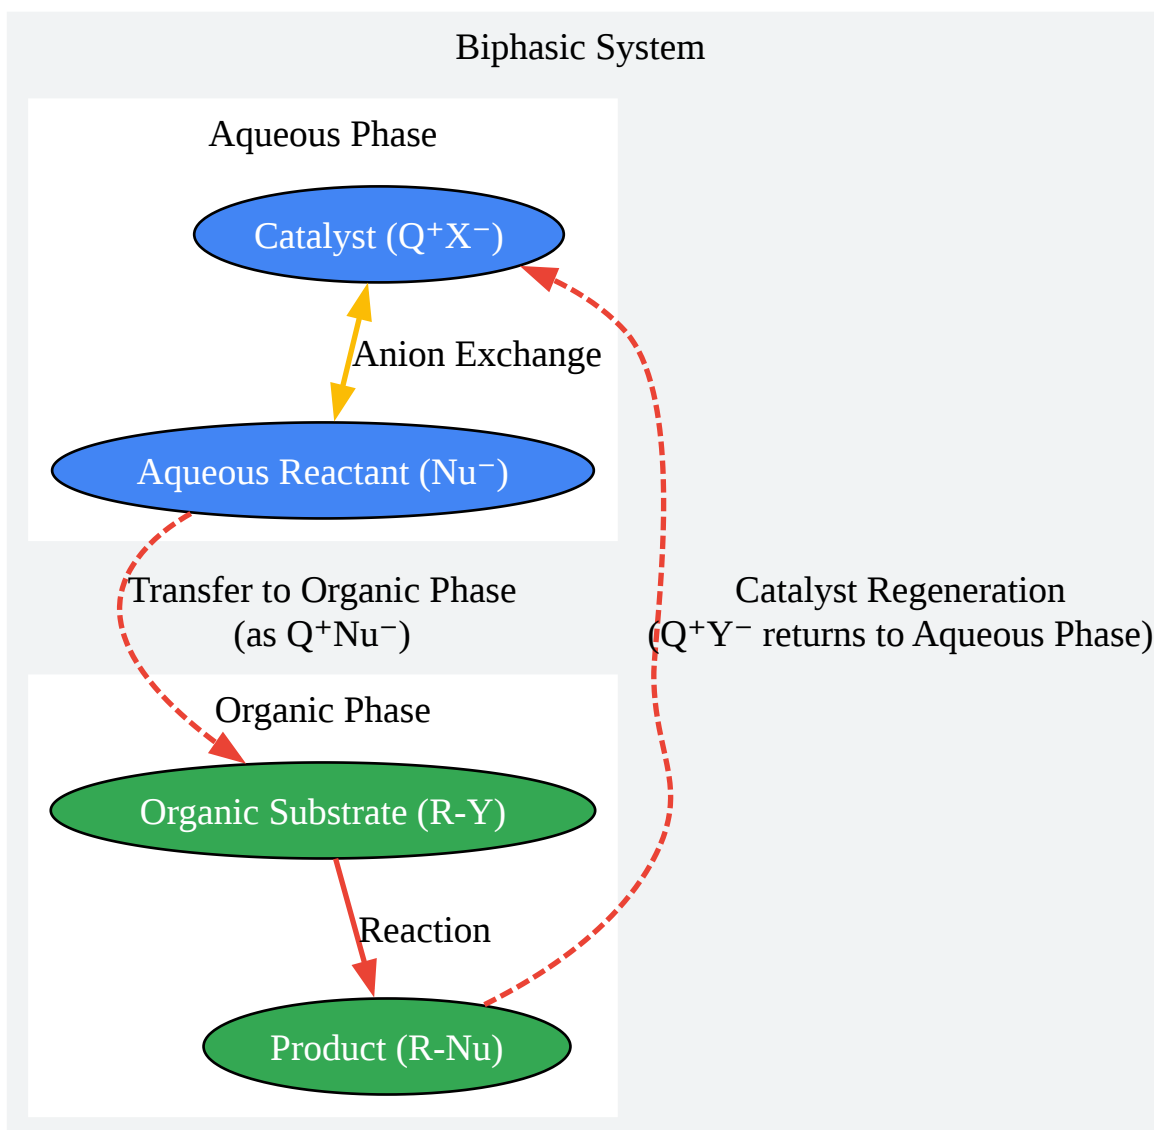 Biphasic System
Aqueous Phase
Catalyst (Q⁺X⁻)
Anion Exchange
Aqueous Reactant (Nu⁻)
Transfer to Organic Phase
(as Q⁺Nu⁻)
Catalyst Regeneration
(Q⁺Y⁻ returns to Aqueous Phase)
Organic Phase
Organic Substrate (R-Y)
Reaction
Product (R-Nu)